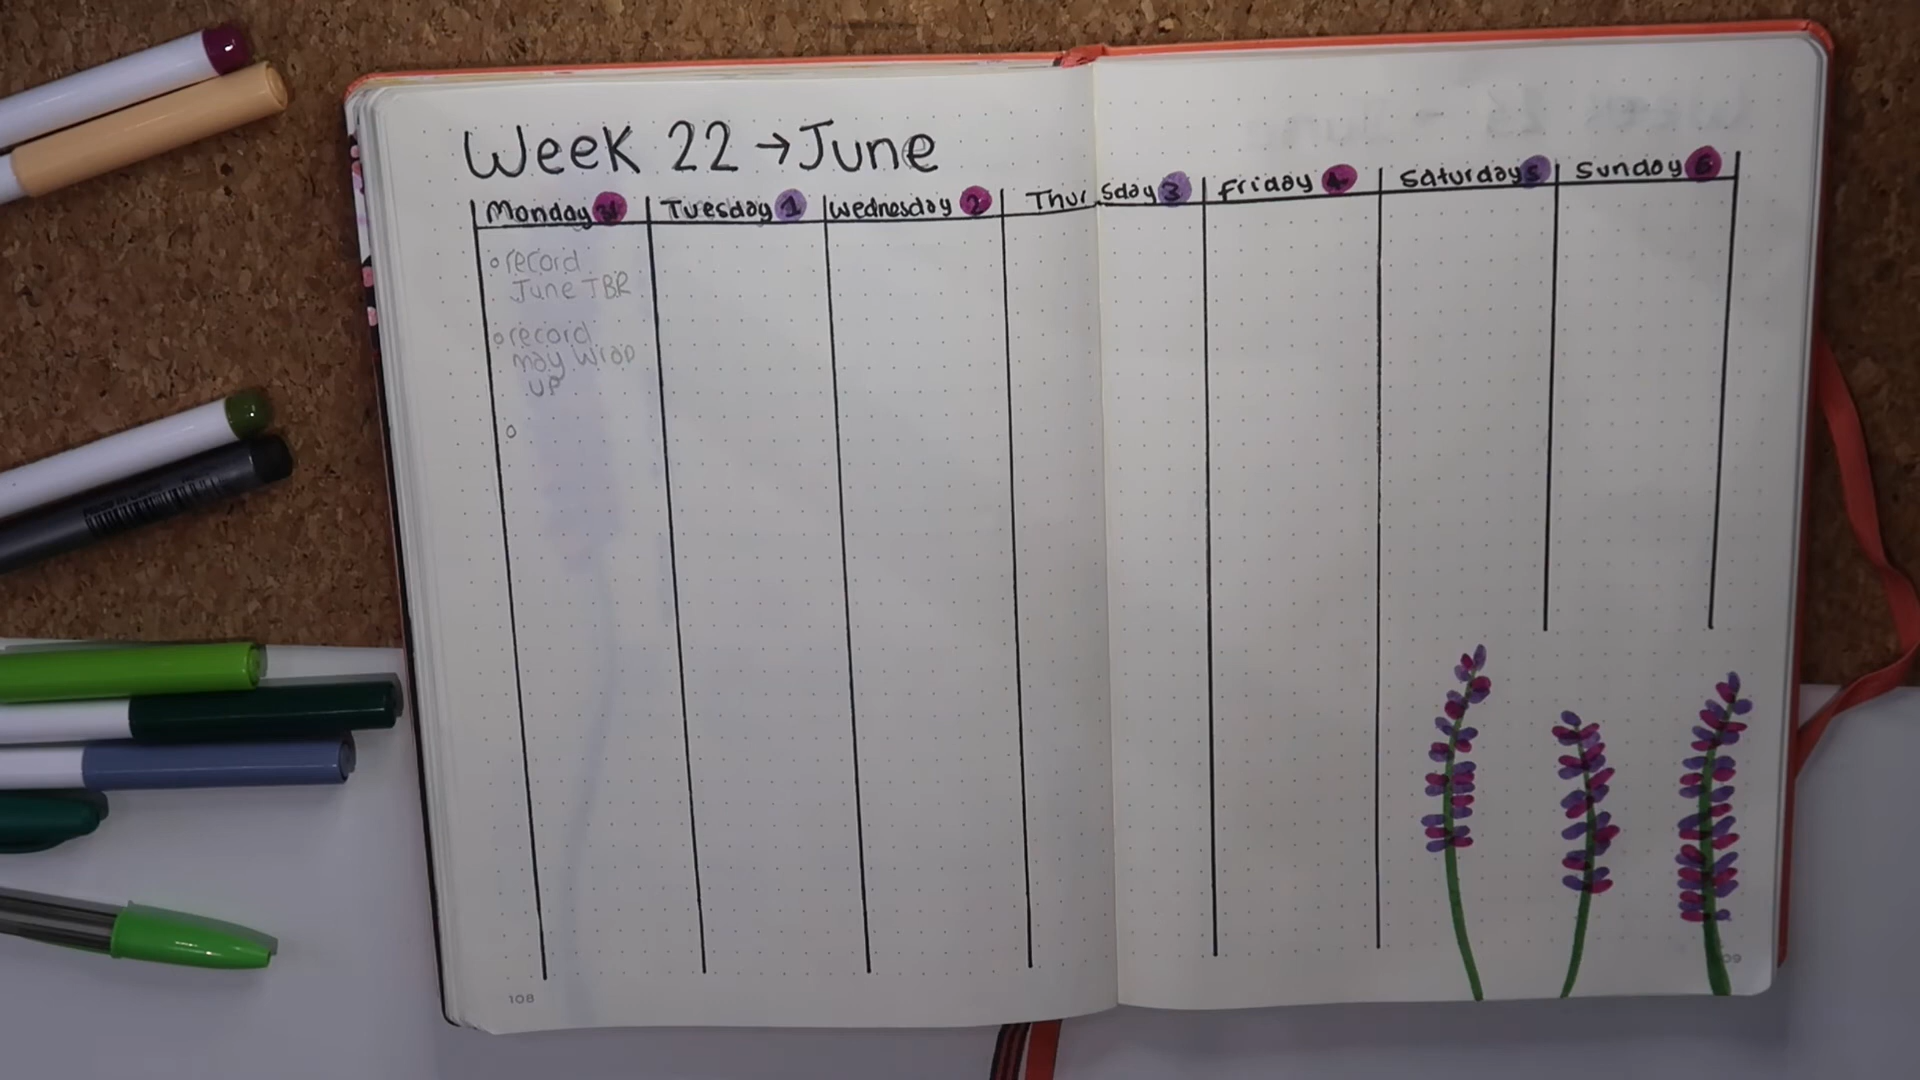 Week 22 → June
Monday 31
Tuesday 1
Wednesday 2
Thursday 3
Friday 4
Saturday 5
Sunday 6
o record
June TBR
o record
may wrap
up
o
108
09